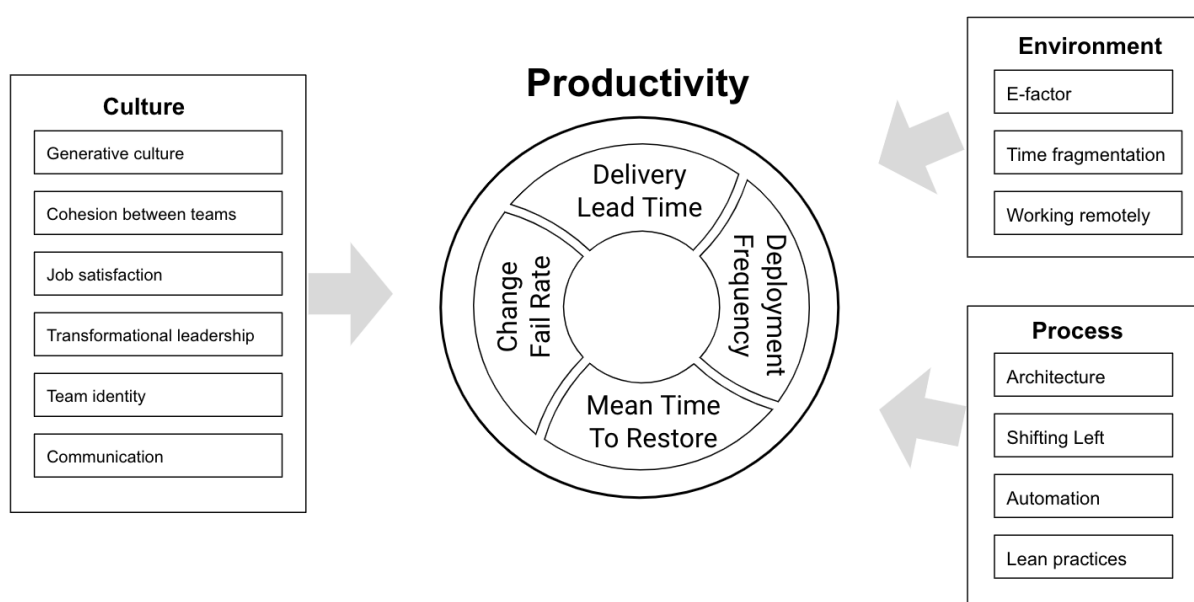 Culture
Generative culture
Cohesion between teams
Job satisfaction
Transformational leadership
Team identity
Communication
Productivity
Delivery
Lead Time
Deployment
Frequency
Mean Time
To Restore
Change
Fail Rate
Environment
E-factor
Time fragmentation
Working remotely
Process
Architecture
Shifting Left
Automation
Lean practices